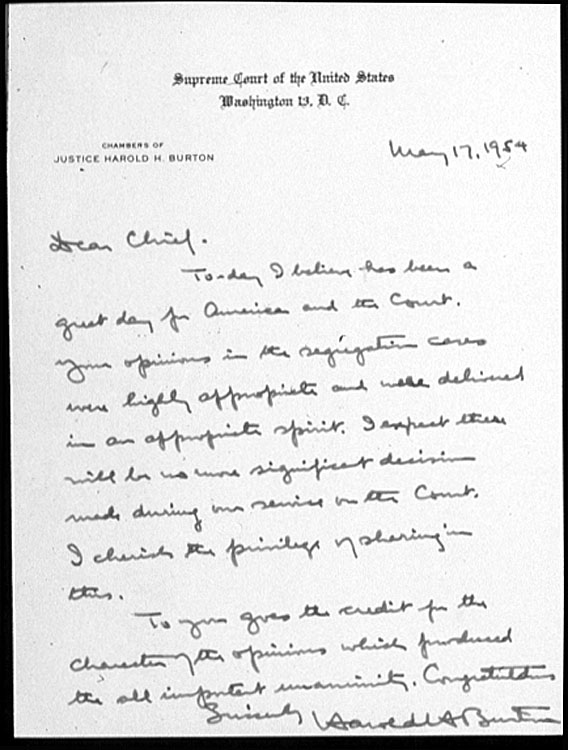 Supreme Court of the United States
Washington 13, D. C.
CHAMBERS OF
JUSTICE HAROLD H. BURTON
May 17, 1954
Dear Chief.
To-day I believe has been a
great day for America and the Court.
Your opinions in the segregation cases
were highly appropriate and were delivered
in an appropriate spirit. I expect there
will be no more significant decision
made during our service on the Court.
I cherish the privilege of sharing in
this.
To you goes the credit for the
character of the opinions which produced
the all important unanimity. Congratulations
Sincerely Harold H. Burton